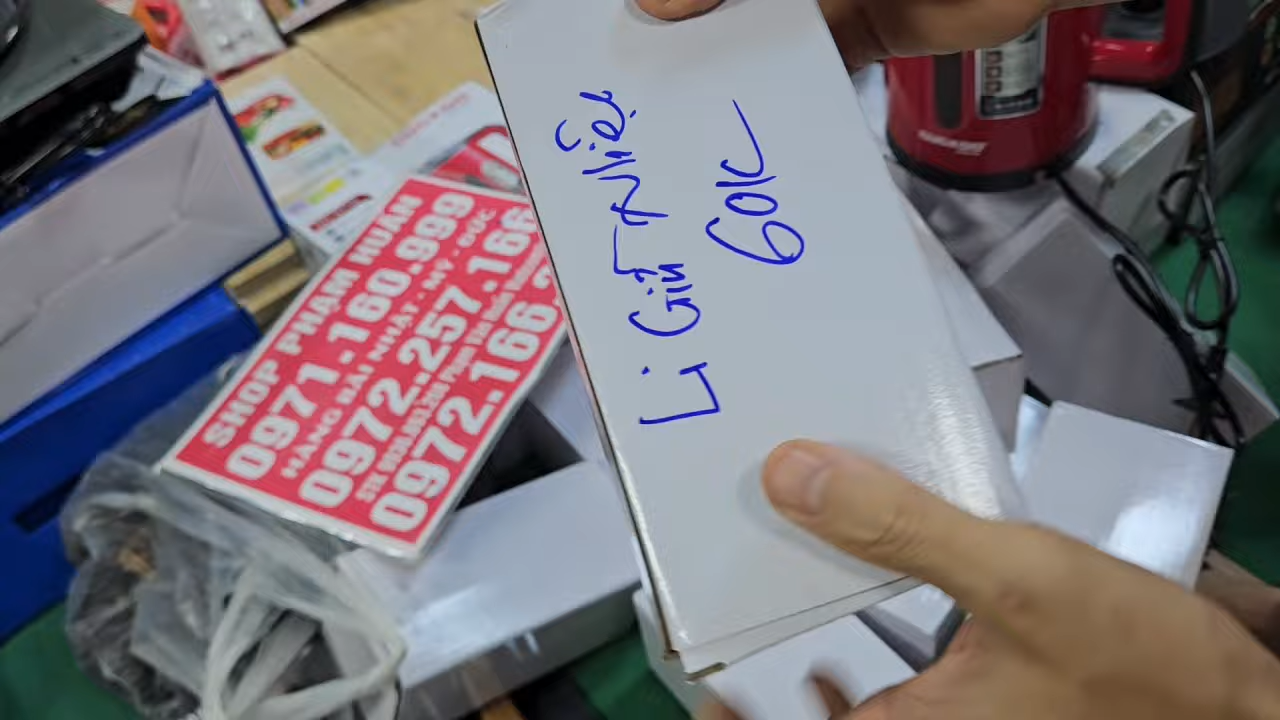 Li Giữ Nhiệt
60K
SHOP PHẠM HUẤN
0971.160.999
HÀNG BÃI NHẬT - MỸ - ĐỨC
0972.257.166
0972.166